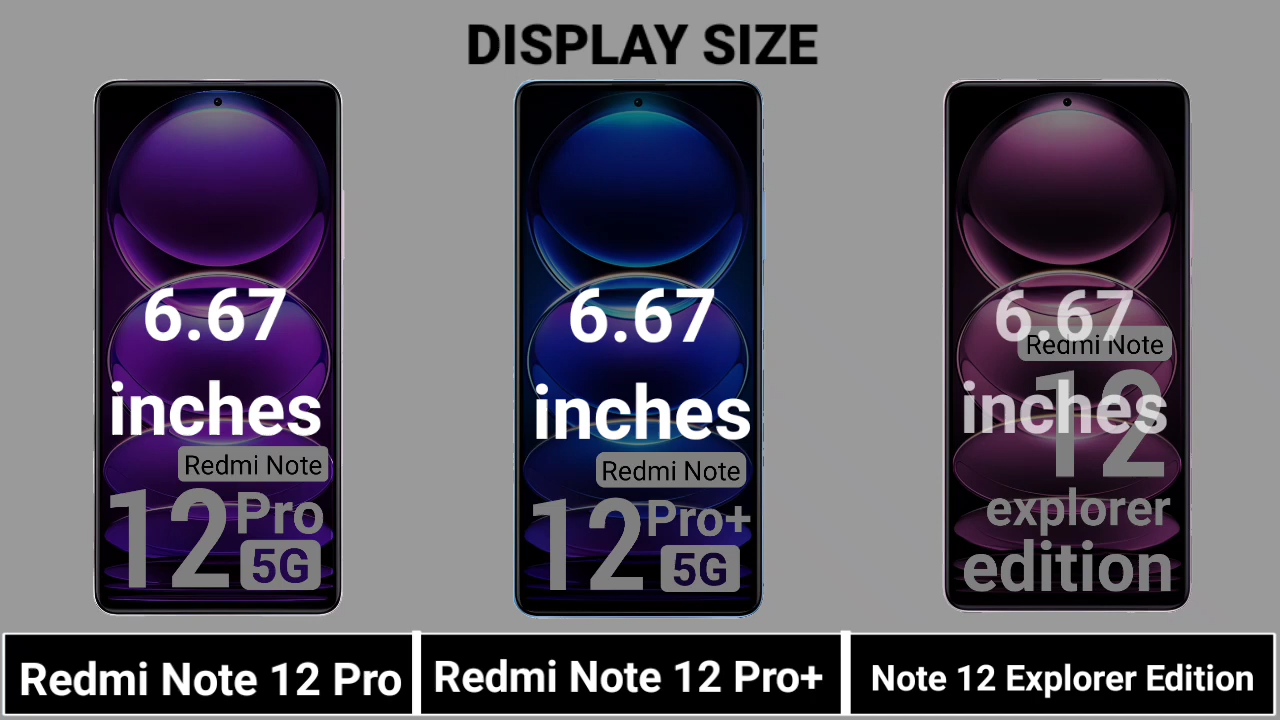 DISPLAY SIZE
6.67
inches
Redmi Note
12 Pro
5G
Redmi Note 12 Pro
6.67
inches
Redmi Note
12 Pro+
5G
Redmi Note 12 Pro+
6.67
inches
Redmi Note
12
explorer
edition
Note 12 Explorer Edition